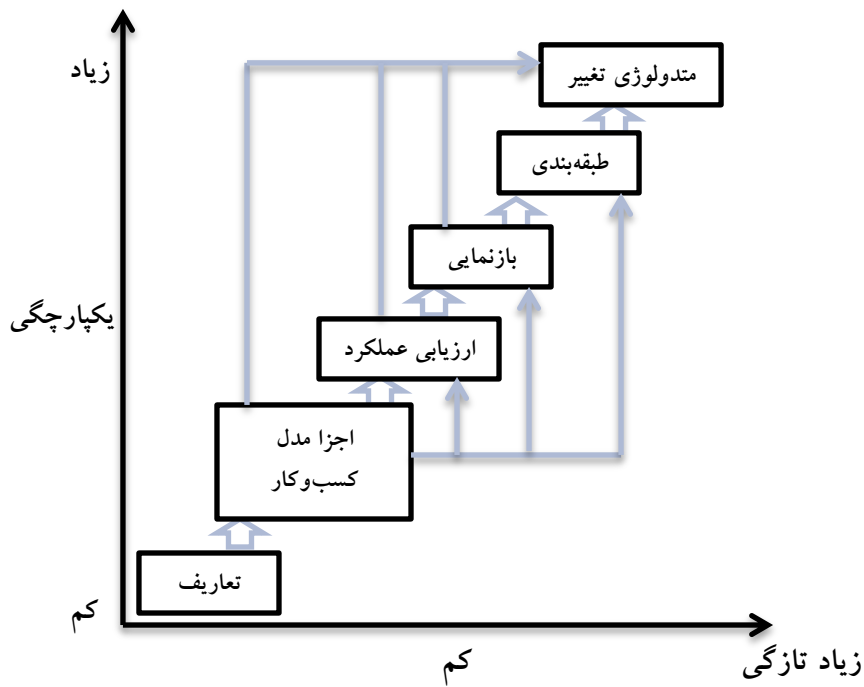 متدولوژی تغییر
زیاد
طبقه‌بندی
بازنمایی
یکپارچگی
ارزیابی عملکرد
اجزا مدل
کسب‌وکار
تعاریف
کم
کم
زیاد تازگی